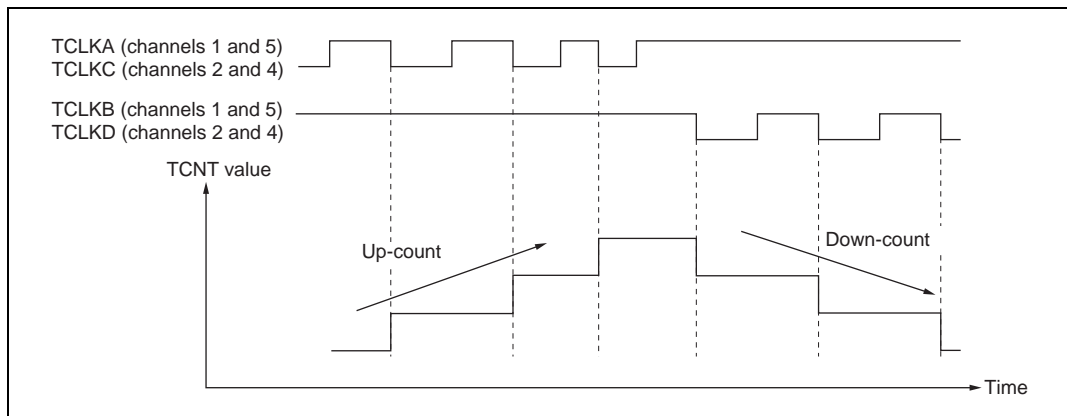 TCLKA (channels 1 and 5)
TCLKC (channels 2 and 4)
TCLKB (channels 1 and 5)
TCLKD (channels 2 and 4)
TCNT value
Up-count
Down-count
Time